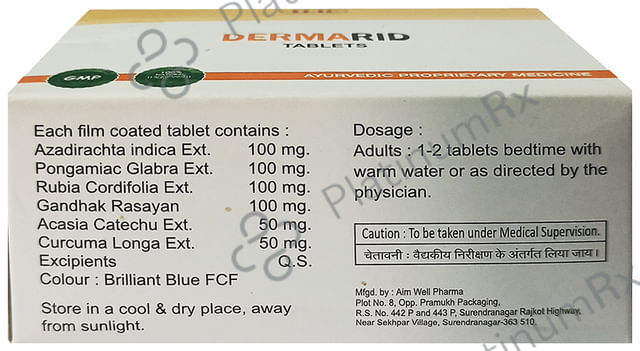 DERMARID
TABLETS
GMP
100%
AYURVEDIC PROPRIETARY MEDICINE
Each film coated tablet contains :
Azadirachta indica Ext. 100 mg.
Pongamiac Glabra Ext. 100 mg.
Rubia Cordifolia Ext. 100 mg.
Gandhak Rasayan 100 mg.
Acasia Catechu Ext. 50 mg.
Curcuma Longa Ext. 50 mg.
Excipients Q.S.
Colour : Brilliant Blue FCF
Store in a cool & dry place, away
from sunlight.
Dosage :
Adults : 1-2 tablets bedtime with
warm water or as directed by the
physician.
Caution : To be taken under Medical Supervision.
चेतावनी : वैद्यकीय निरीक्षण के अंतर्गत लिया जाय।
Mfgd. by : Aim Well Pharma
Plot No. 8, Opp. Pramukh Packaging,
R.S. No. 442 P and 443 P, Surendranagar Rajkot Highway,
Near Sekhpar Village, Surendranagar-363 510.
PlatinumRx
PlatinumRx